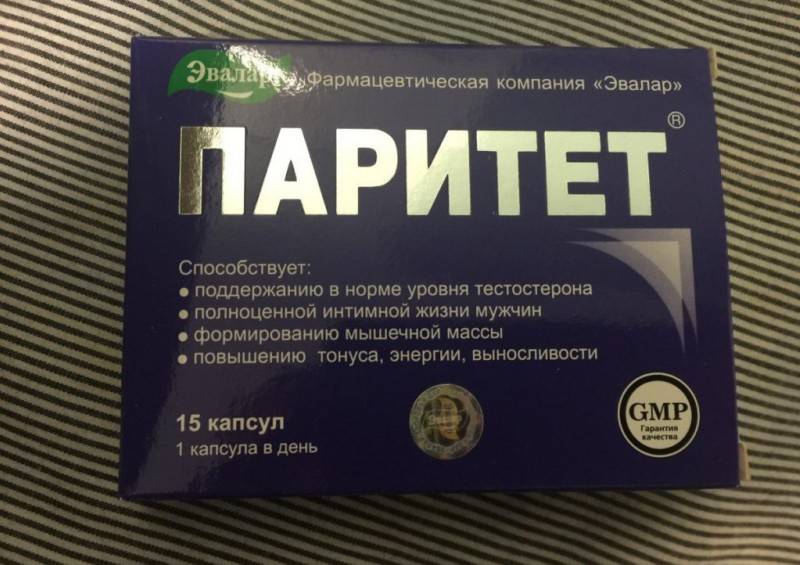 Эвалар Фармацевтическая компания «Эвалар»
ПАРИТЕТ®
Способствует:
• поддержанию в норме уровня тестостерона
• полноценной интимной жизни мужчин
• формированию мышечной массы
• повышению тонуса, энергии, выносливости
15 капсул
1 капсула в день
GMP
Гарантия
качества